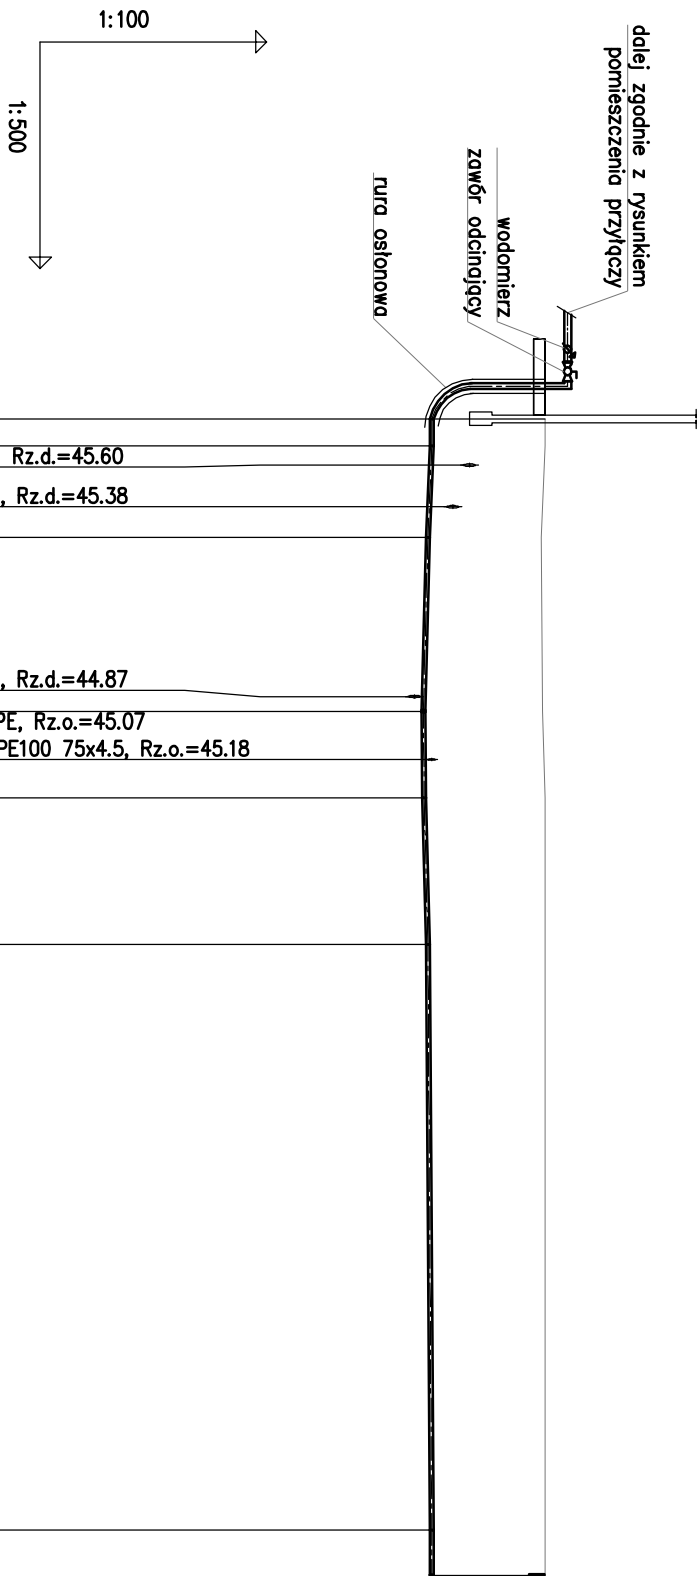 1:100
1:500
dalej zgodnie z rysunkiem
pomieszczenia przyłączy
wodomierz
zawór odcinający
rura osłonowa
Rz.d.=45.60
, Rz.d.=45.38
, Rz.d.=44.87
PE, Rz.o.=45.07
PE100 75x4.5, Rz.o.=45.18